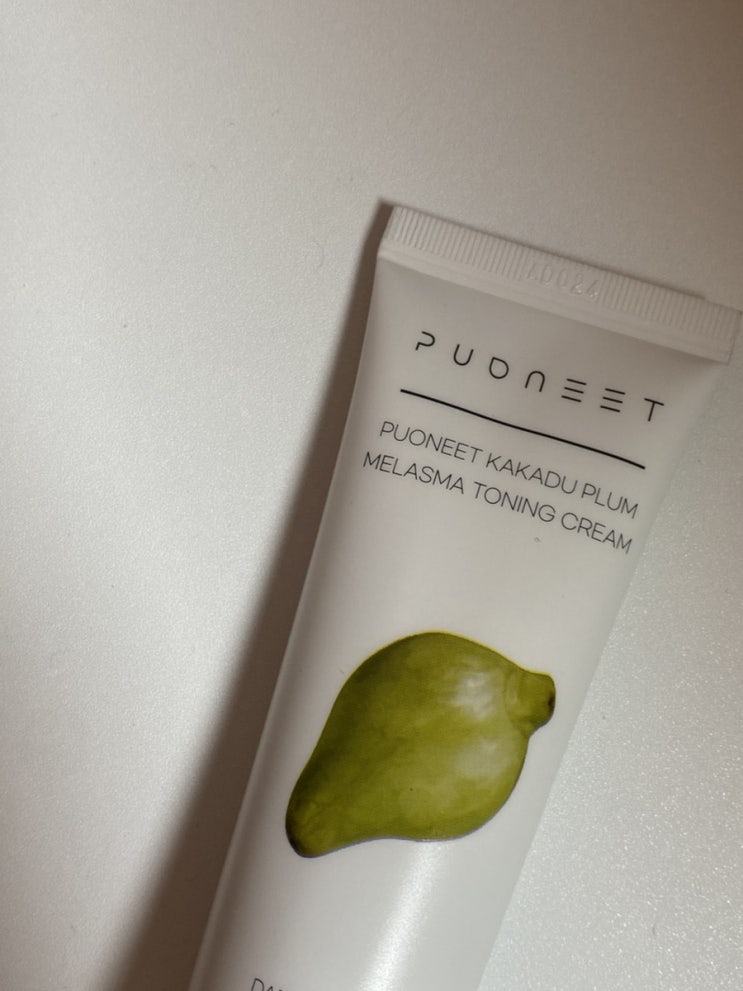 PUONEET
PUONEET KAKADU PLUM
MELASMA TONING CREAM